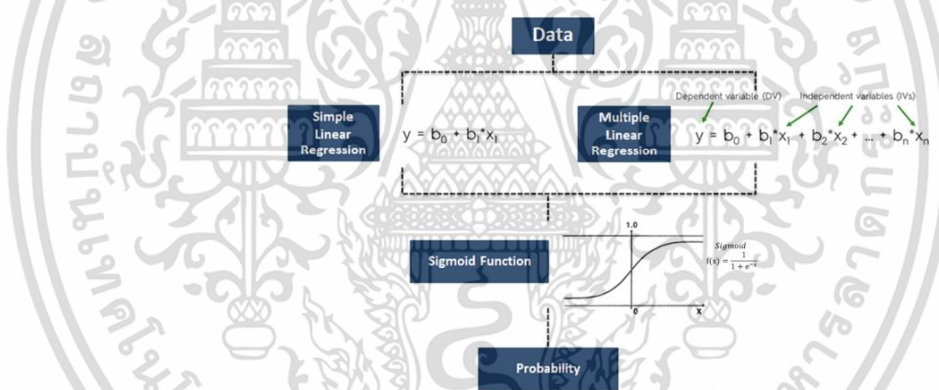 Data
Dependent variable (DV) Independent variables (IVs)
Simple
Linear
Regression
y = b₀ + b₁*x₁
Multiple
Linear
Regression
y = b₀ + b₁*x₁ + b₂*x₂ + ... + bₙ*xₙ
Sigmoid Function
1.0
0
X
Sigmoid
f(x) = 1 / 1 + e⁻ˣ
Probability